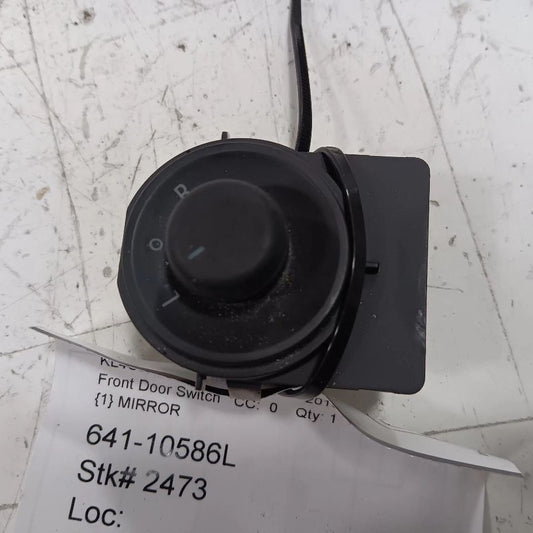 R
O
L
Front Door Switch CC: 0 Qty: 1
{1} MIRROR
641-10586L
Stk# 2473
Loc: